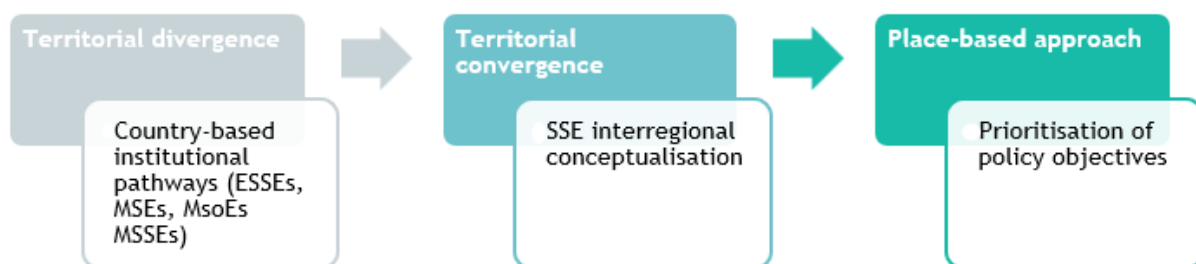 Territorial divergence
Country-based
institutional
pathways (ESSEs,
MSEs, MsoEs
MSSEs)
Territorial
convergence
SSE interregional
conceptualisation
Place-based approach
Prioritisation of
policy objectives